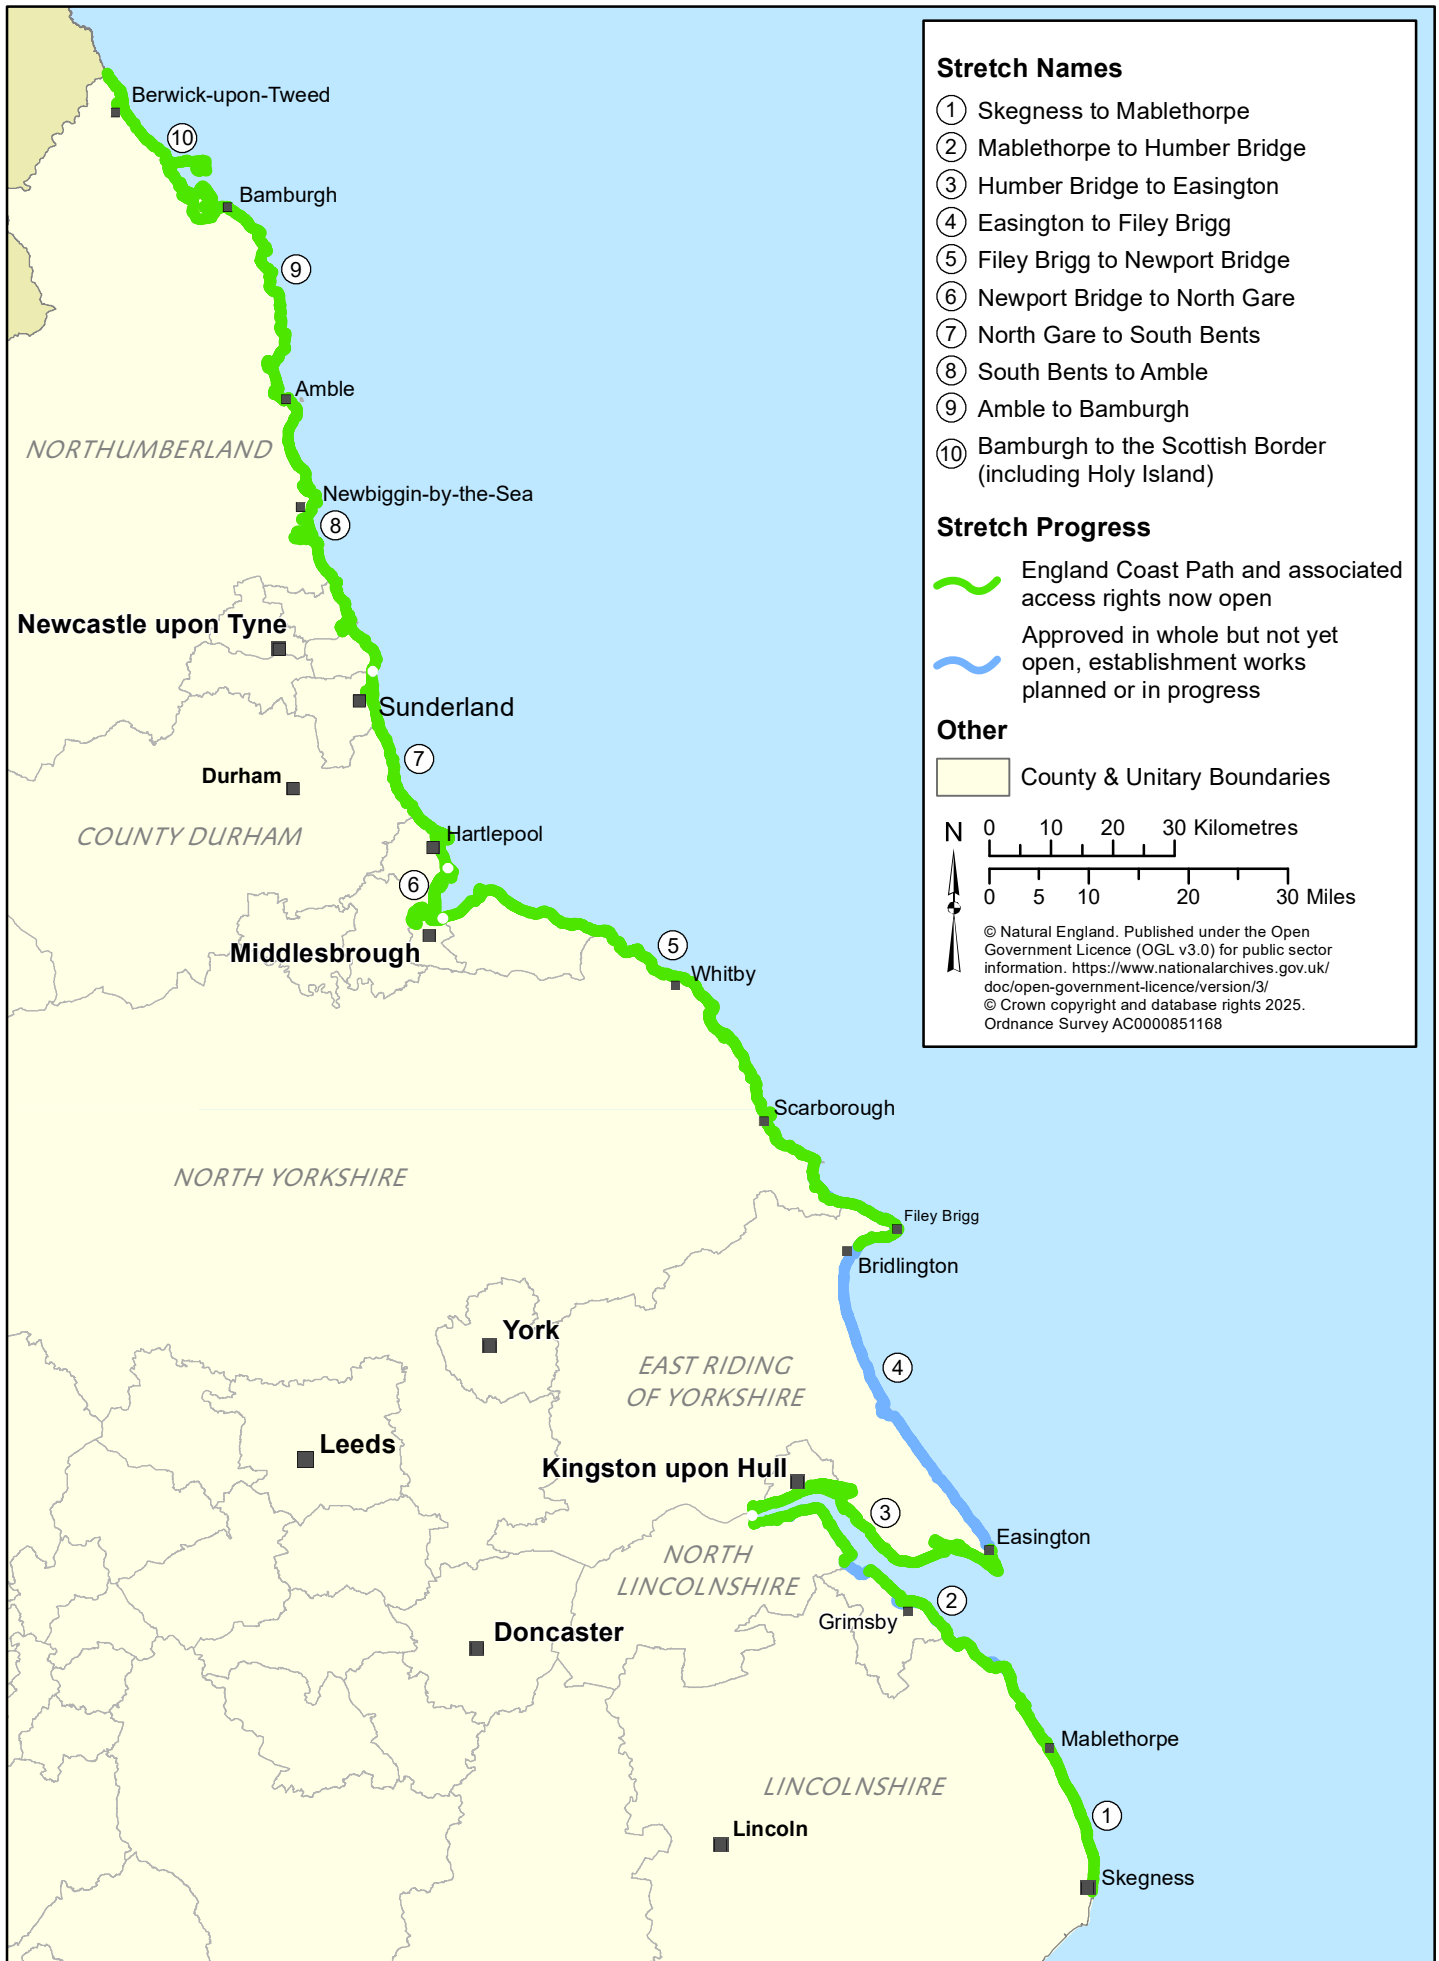 Berwick-upon-Tweed
10
Bamburgh
9
Amble
NORTHUMBERLAND
Newbiggin-by-the-Sea
8
Newcastle upon Tyne
Sunderland
7
Durham
COUNTY DURHAM
Hartlepool
6
Middlesbrough
5
Whitby
Scarborough
NORTH YORKSHIRE
Filey Brigg
Bridlington
York
EAST RIDING
OF YORKSHIRE
4
Leeds
Kingston upon Hull
3
Easington
NORTH
LINCOLNSHIRE
2
Grimsby
Doncaster
Mablethorpe
LINCOLNSHIRE
1
Lincoln
Skegness
Stretch Names
1 Skegness to Mablethorpe
2 Mablethorpe to Humber Bridge
3 Humber Bridge to Easington
4 Easington to Filey Brigg
5 Filey Brigg to Newport Bridge
6 Newport Bridge to North Gare
7 North Gare to South Bents
8 South Bents to Amble
9 Amble to Bamburgh
10 Bamburgh to the Scottish Border
(including Holy Island)
Stretch Progress
England Coast Path and associated
access rights now open
Approved in whole but not yet
open, establishment works
planned or in progress
Other
County & Unitary Boundaries
N
0 10 20 30 Kilometres
0 5 10 20 30 Miles
© Natural England. Published under the Open
Government Licence (OGL v3.0) for public sector
information. https://www.nationalarchives.gov.uk/
doc/open-government-licence/version/3/
© Crown copyright and database rights 2025.
Ordnance Survey AC0000851168